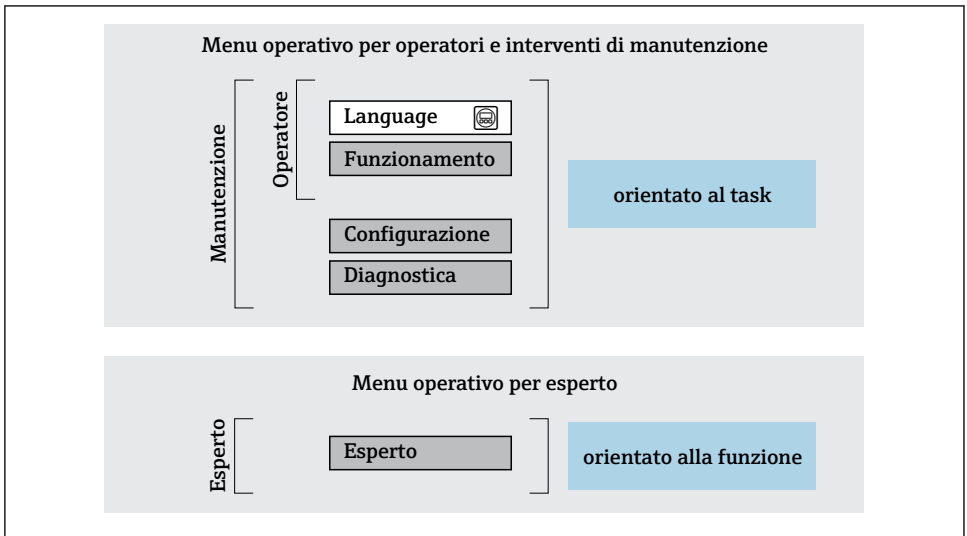 Menu operativo per operatori e interventi di manutenzione
Manutenzione
Operatore
Language
Funzionamento
Configurazione
Diagnostica
orientato al task
Menu operativo per esperto
Esperto
Esperto
orientato alla funzione